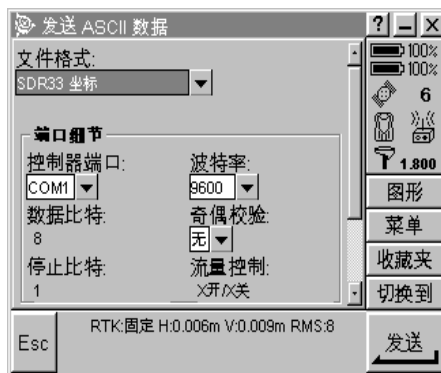 发送 ASCII 数据
? – X
文件格式:
SDR33 坐标
100%
100%
6
1.800
端口细节
控制器端口: 波特率:
COM1 9600
数据比特: 奇偶校验:
8 无
停止比特: 流量控制:
1 X开/X关
图形
菜单
收藏夹
切换到
Esc
RTK:固定 H:0.006m V:0.009m RMS:8
发送